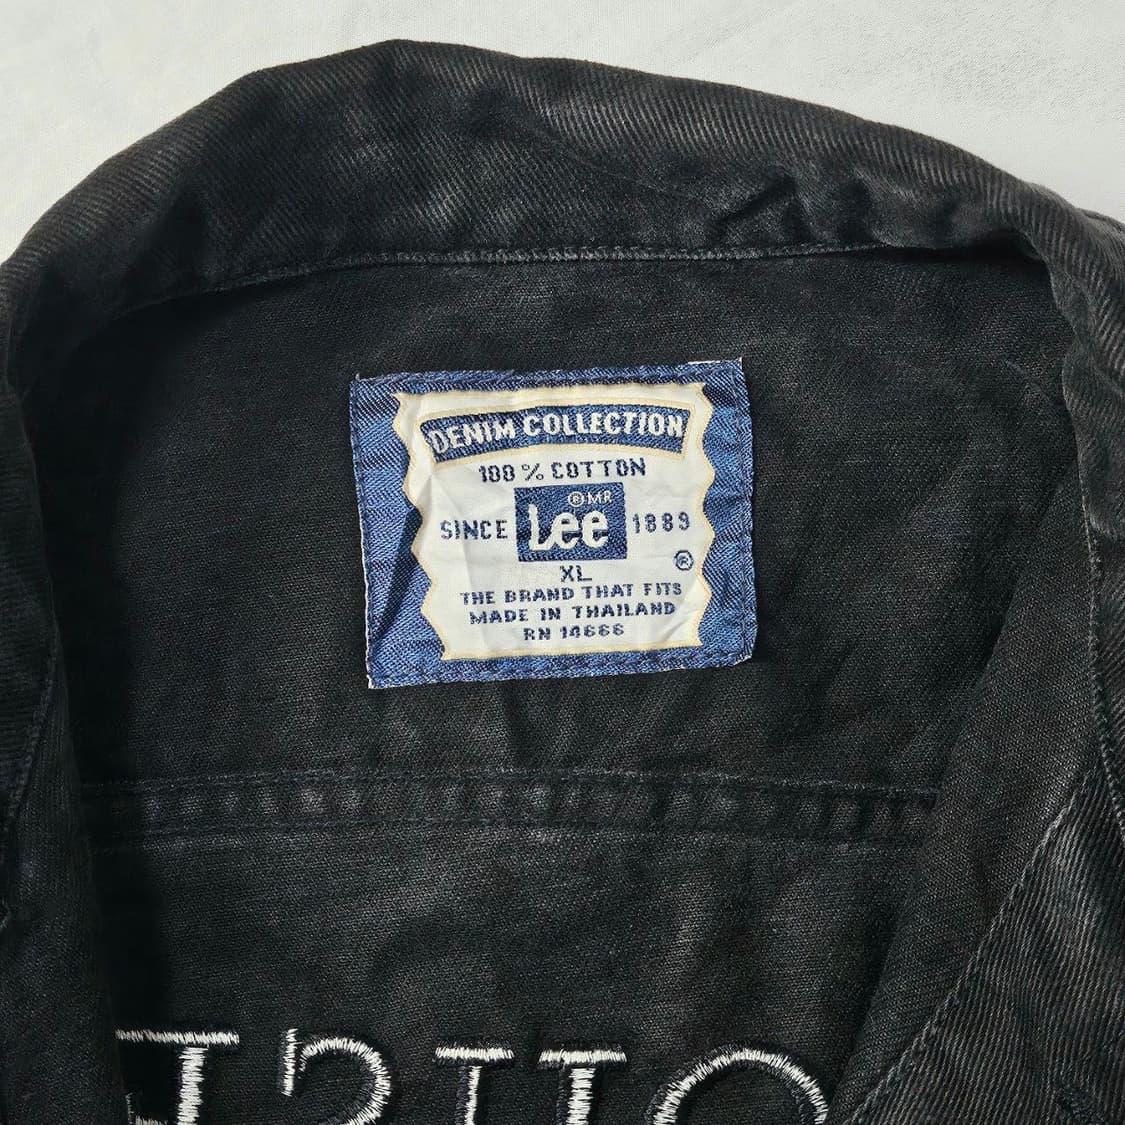 DENIM COLLECTION
100% COTTON
® MR
SINCE Lee 1889
®
XL
THE BRAND THAT FITS
MADE IN THAILAND
RN 14666